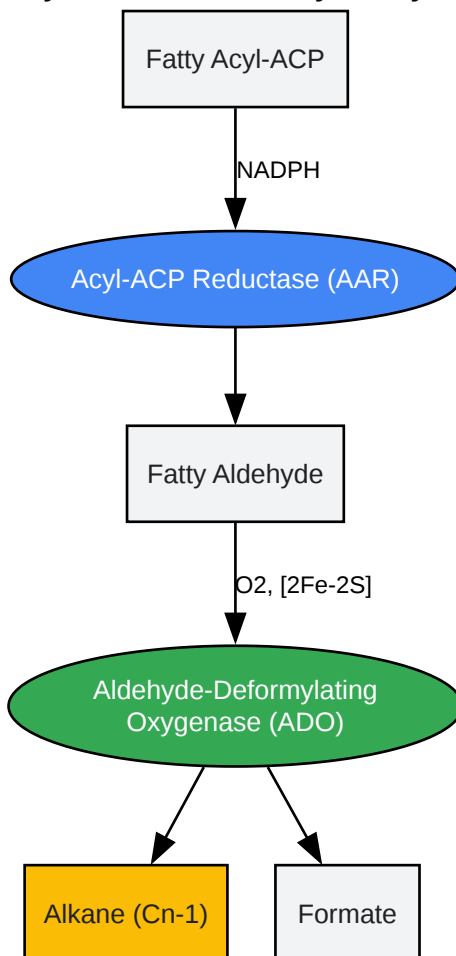 Fatty Acyl-ACP
NADPH
Acyl-ACP Reductase (AAR)
Fatty Aldehyde
O2, [2Fe-2S]
Aldehyde-Deformylating
Oxygenase (ADO)
Alkane (Cn-1)
Formate